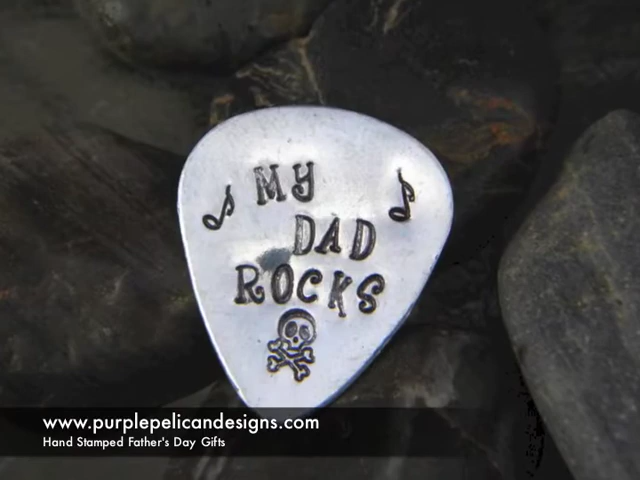 MY
DAD
ROCKS
www.purplepelicandesigns.com
Hand Stamped Father's Day Gifts